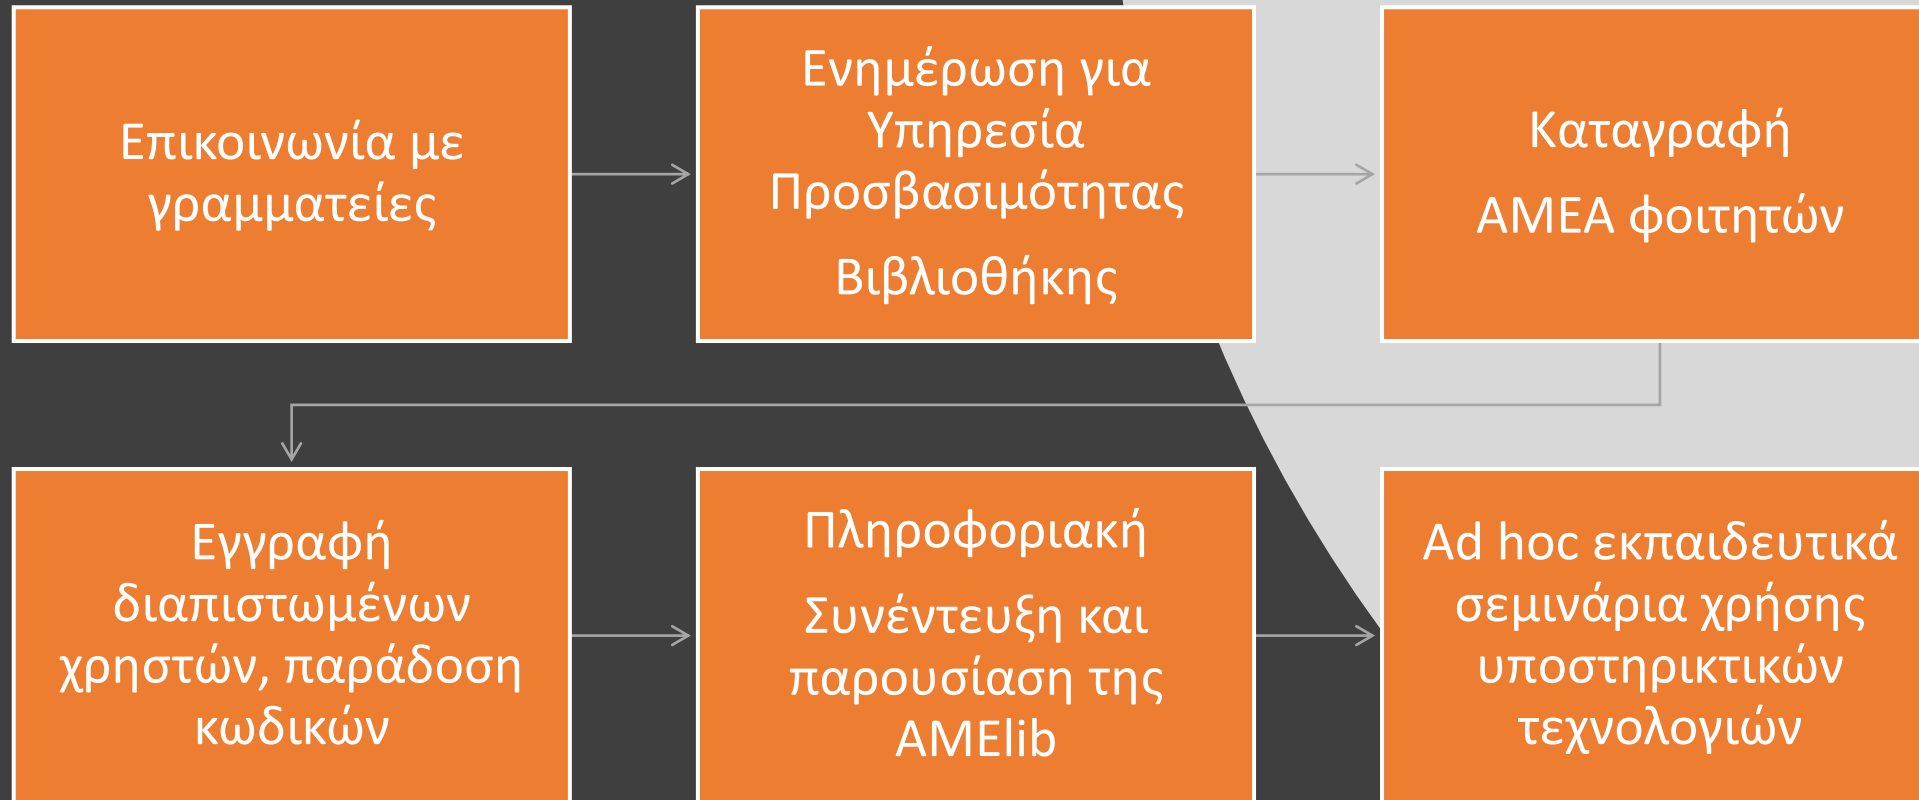 Επικοινωνία με
γραμματείες
Ενημέρωση για
Υπηρεσία
Προσβασιμότητας
Βιβλιοθήκης
Καταγραφή
ΑΜΕΑ φοιτητών
Εγγραφή
διαπιστωμένων
χρηστών, παράδοση
κωδικών
Πληροφοριακή
Συνέντευξη και
παρουσίαση της
AMElib
Ad hoc εκπαιδευτικά
σεμινάρια χρήσης
υποστηρικτικών
τεχνολογιών